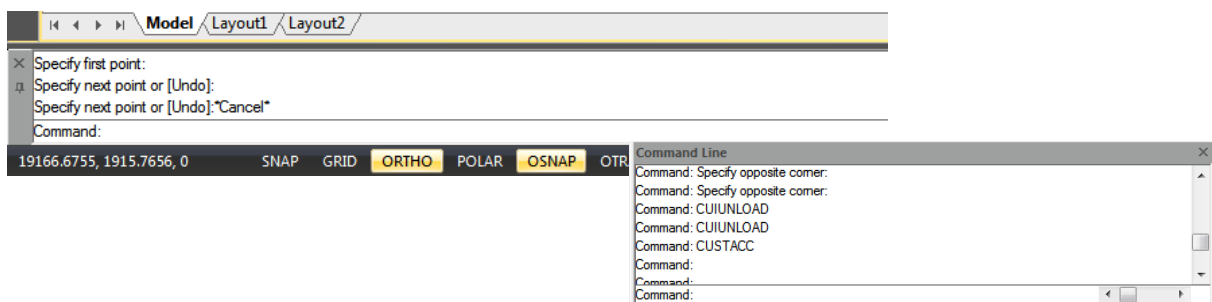 Model Layout1 Layout2
Specify first point:
Specify next point or [Undo]:
Specify next point or [Undo]:*Cancel*
Command:
19166.6755, 1915.7656, 0 SNAP GRID ORTHO POLAR OSNAP OTR
Command Line
Command: Specify opposite corner:
Command: Specify opposite corner:
Command: CUIUNLOAD
Command: CUIUNLOAD
Command: CUSTACC
Command:
Command:
Command: